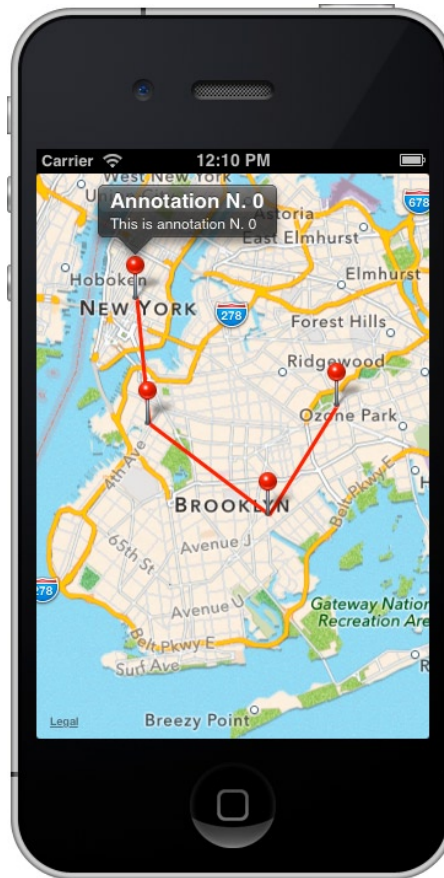 Carrier 12:10 PM
West New York
Annotation N. 0
This is annotation N. 0
678
Astoria
East Elmhurst
Hoboken
Elmhurst
NEW YORK
278
Forest Hills
Ridgewood
Ozone Park
4th Ave
BROOKLYN
Belt Pkwy E
65th St
Avenue J
278
Avenue U
Gateway Nation
Recreation Are
Belt Pkwy E
Surf Ave
Breezy Point
Legal